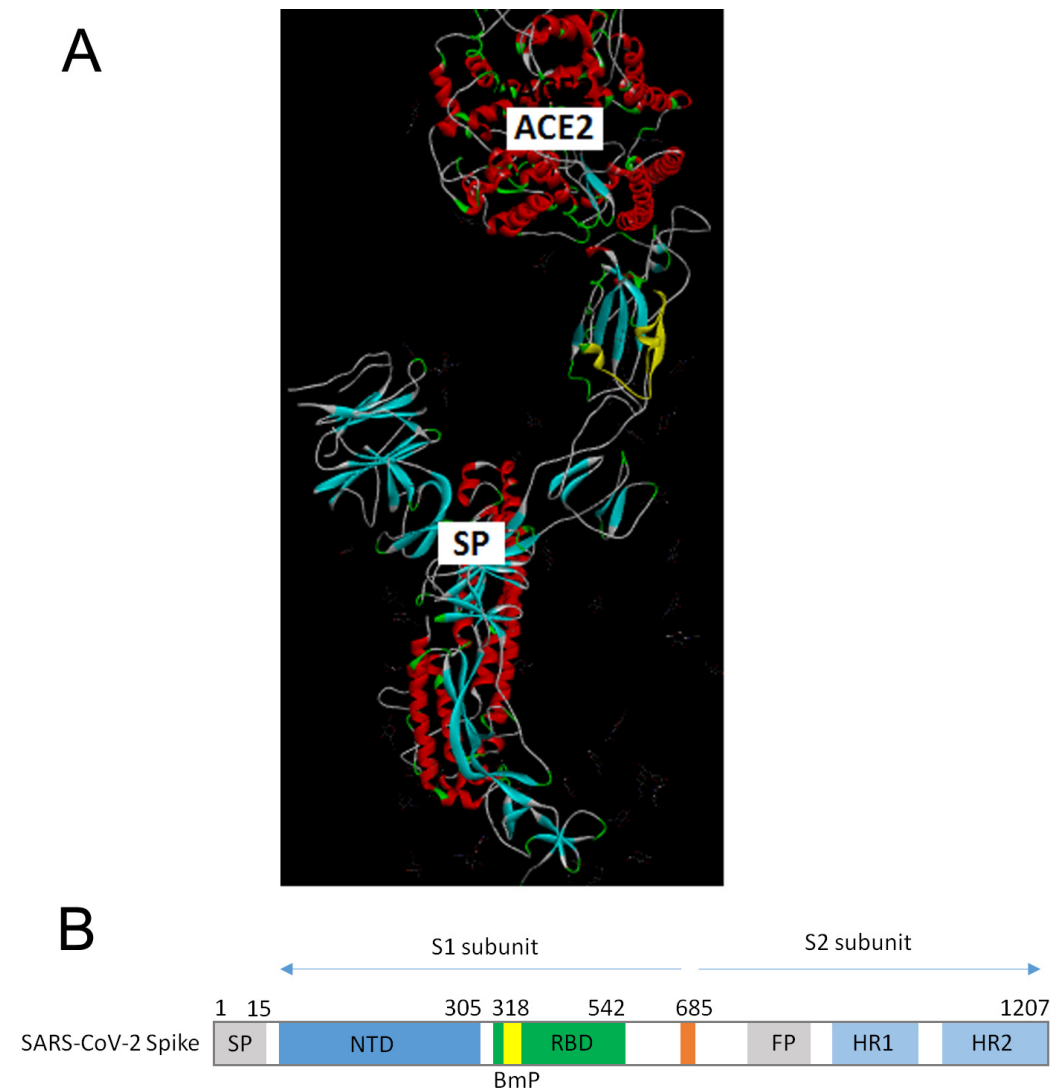 A
ACE2
SP
B
S1 subunit
S2 subunit
1 15 305 318 542 685 1207
SARS-CoV-2 Spike SP NTD RBD FP HR1 HR2
BmP